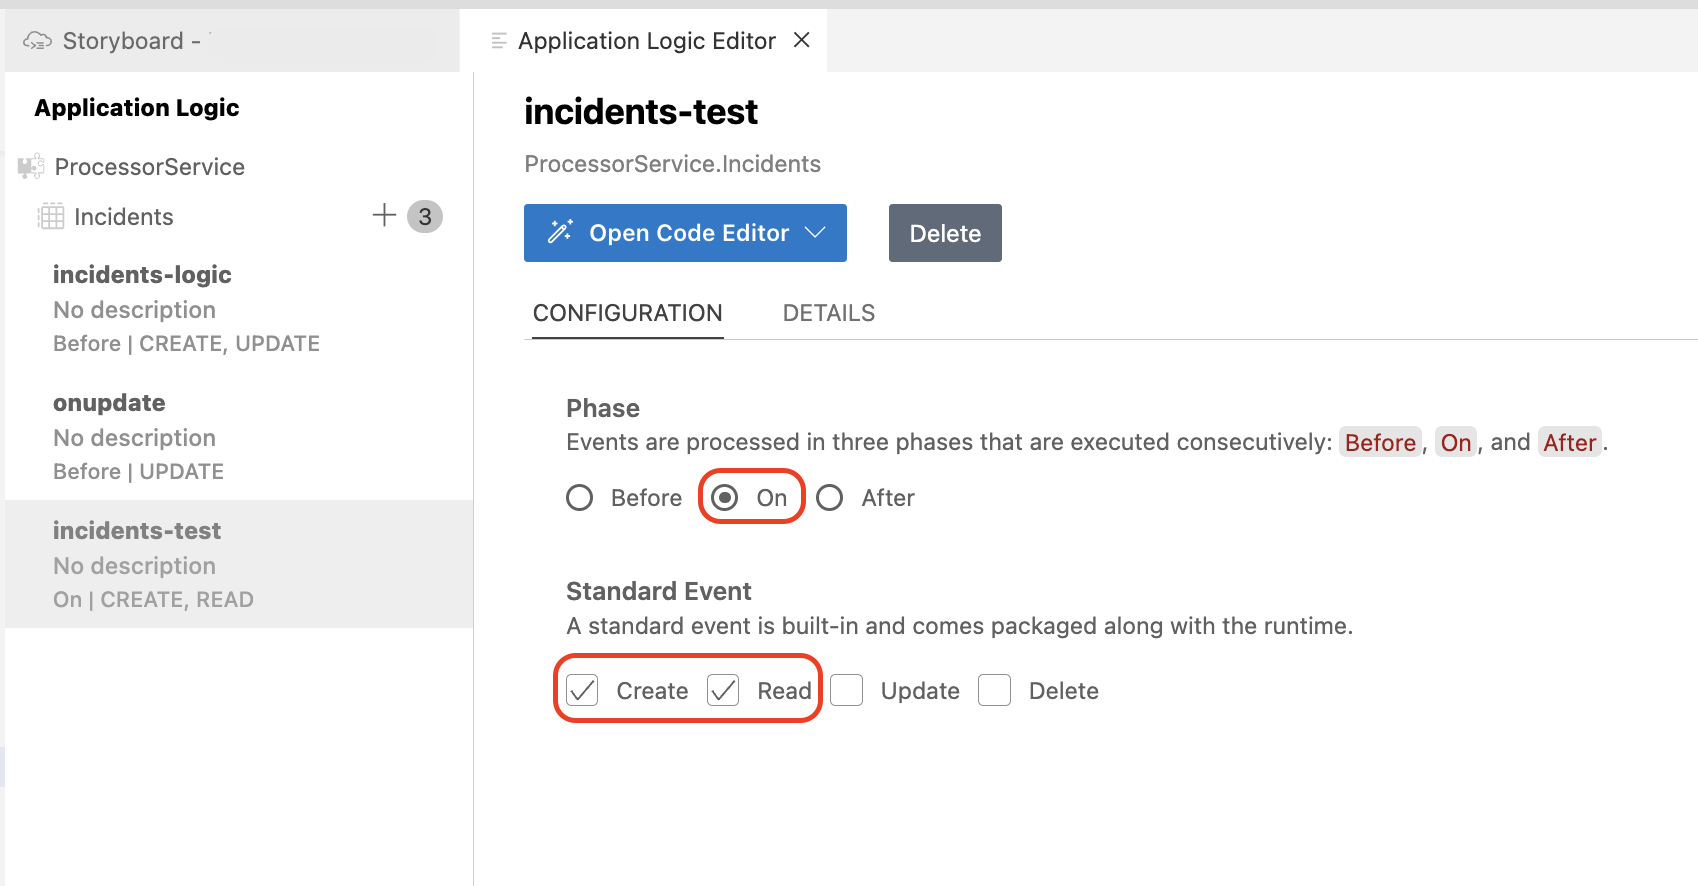 Storyboard -
Application Logic Editor
Application Logic
ProcessorService
Incidents
3
incidents-logic
No description
Before | CREATE, UPDATE
onupdate
No description
Before | UPDATE
incidents-test
No description
On | CREATE, READ
incidents-test
ProcessorService.Incidents
Open Code Editor
Delete
CONFIGURATION
DETAILS
Phase
Events are processed in three phases that are executed consecutively: Before, On, and After.
Before On After
Standard Event
A standard event is built-in and comes packaged along with the runtime.
Create Read Update Delete